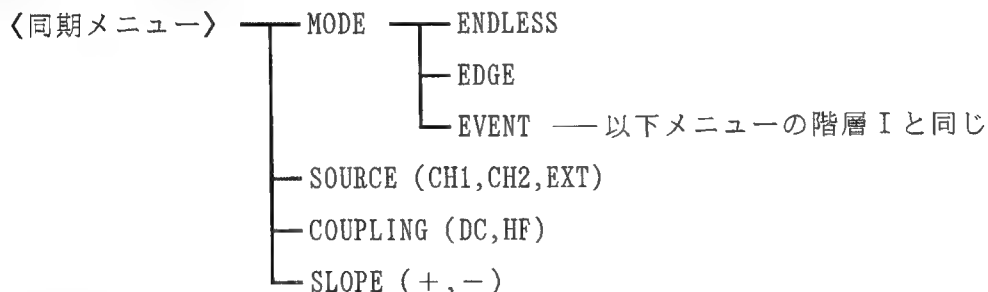 〈同期メニュー〉 MODE ENDLESS
EDGE
EVENT ── 以下メニューの階層Ⅰと同じ
SOURCE (CH1,CH2,EXT)
COUPLING (DC,HF)
SLOPE (＋,－)